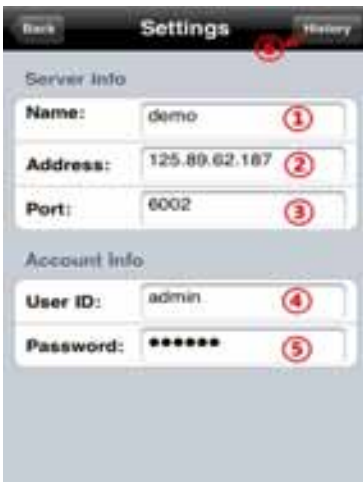 Back Settings History
⑥
Server Info
Name: demo ①
Address: 125.89.62.187 ②
Port: 6002 ③
Account Info
User ID: admin ④
Password: •••••• ⑤